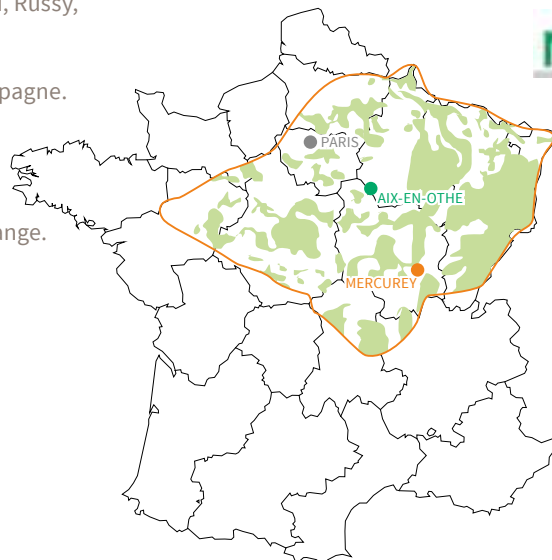 , Russy,
pagne.
ange.
PARIS
AIX-EN-OTHE
MERCUREY